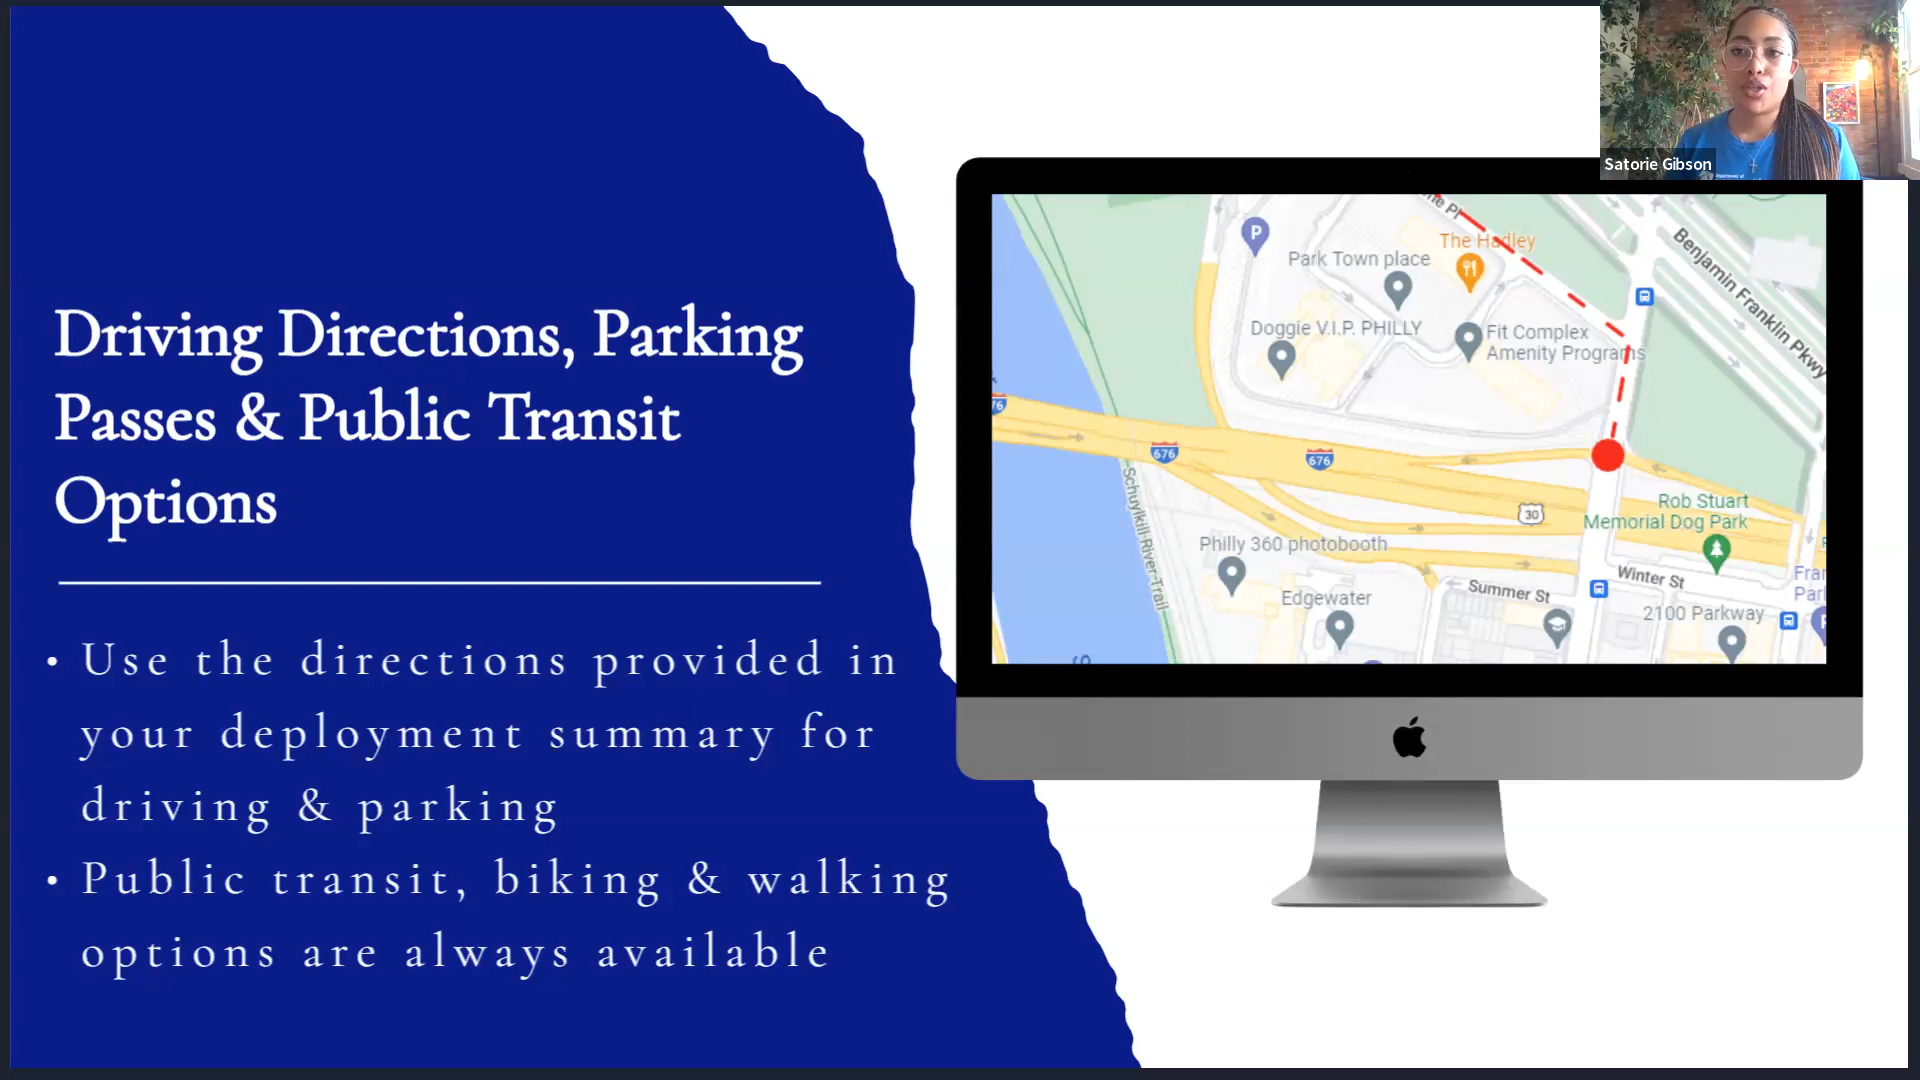 Satorie Gibson
Driving Directions, Parking
Passes & Public Transit
Options
• Use the directions provided in
your deployment summary for
driving & parking
• Public transit, biking & walking
options are always available
P
The Hadley
Park Town place
Benjamin Franklin Pkwy
Doggie V.I.P. PHILLY
Fit Complex
Amenity Programs
76
676
676
30
Rob Stuart
Memorial Dog Park
Schuylkill River Trail
Philly 360 photobooth
Winter St
Summer St
Edgewater
2100 Parkway